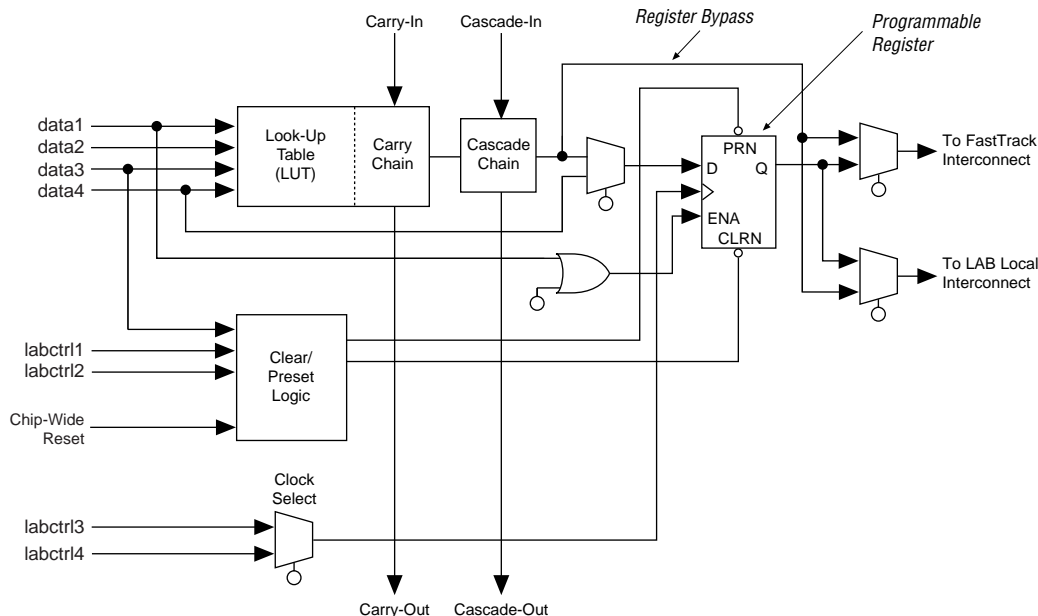 Carry-In
Cascade-In
Register Bypass
Programmable
Register
data1
data2
data3
data4
Look-Up
Table
(LUT)
Carry
Chain
Cascade
Chain
PRN
D
Q
ENA
CLRN
To FastTrack
Interconnect
To LAB Local
Interconnect
labctrl1
labctrl2
Clear/
Preset
Logic
Chip-Wide
Reset
Clock
Select
labctrl3
labctrl4
Carry-Out
Cascade-Out